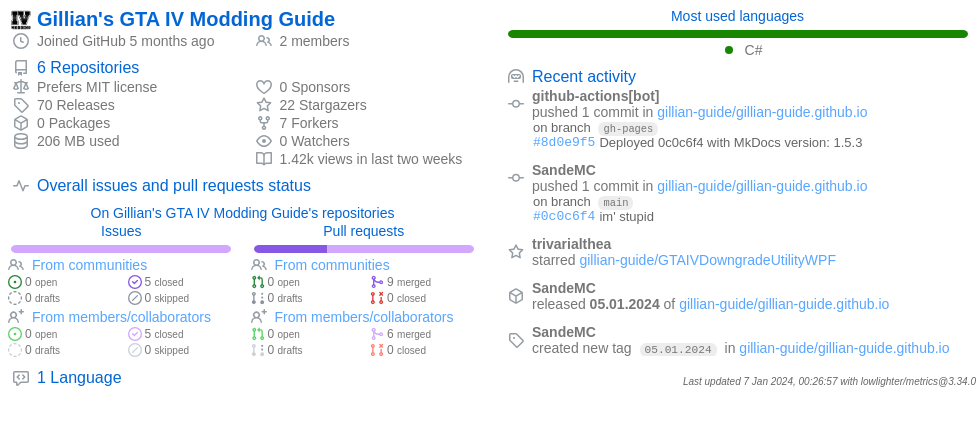 Gillian's GTA IV Modding Guide
Joined GitHub 5 months ago
2 members
6 Repositories
Prefers MIT license
0 Sponsors
70 Releases
22 Stargazers
0 Packages
7 Forkers
206 MB used
0 Watchers
1.42k views in last two weeks
Overall issues and pull requests status
On Gillian's GTA IV Modding Guide's repositories
Issues
From communities
0 open
5 closed
0 drafts
0 skipped
From members/collaborators
0 open
5 closed
0 drafts
0 skipped
Pull requests
From communities
0 open
9 merged
0 drafts
0 closed
From members/collaborators
0 open
6 merged
0 drafts
0 closed
1 Language
Most used languages
C#
Recent activity
github-actions[bot]
pushed 1 commit in gillian-guide/gillian-guide.github.io
on branch gh-pages
#8d0e9f5 Deployed 0c0c6f4 with MkDocs version: 1.5.3
SandeMC
pushed 1 commit in gillian-guide/gillian-guide.github.io
on branch main
#0c0c6f4 im' stupid
trivarialthea
starred gillian-guide/GTAIVDowngradeUtilityWPF
SandeMC
released 05.01.2024 of gillian-guide/gillian-guide.github.io
SandeMC
created new tag 05.01.2024 in gillian-guide/gillian-guide.github.io
Last updated 7 Jan 2024, 00:26:57 with lowlighter/metrics@3.34.0